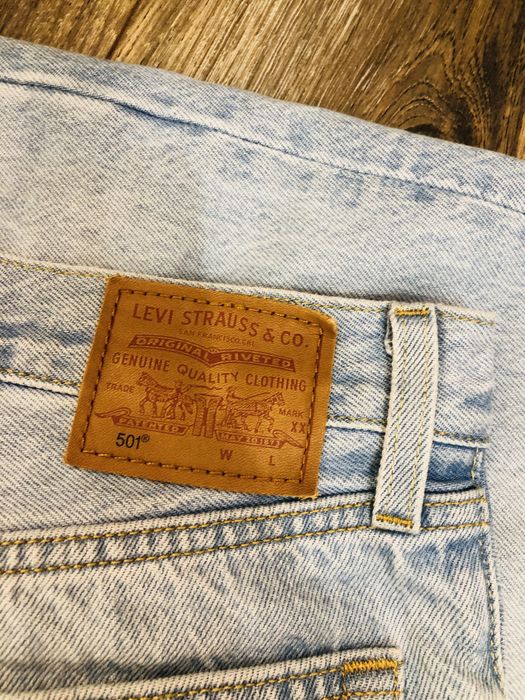 LEVI STRAUSS & CO.
SAN FRANCISCO, CAL
ORIGINAL RIVETED
GENUINE QUALITY CLOTHING
TRADE MARK
XX
PATENTED MAY 20 1873
501® W L